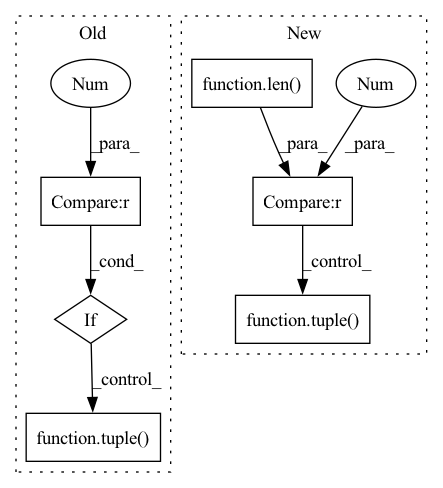 Old
New
Num
function.len()
Num
_para_
_para_
_para_
Compare:r
Compare:r
_cond_
_control_
If
function.tuple()
_control_
function.tuple()